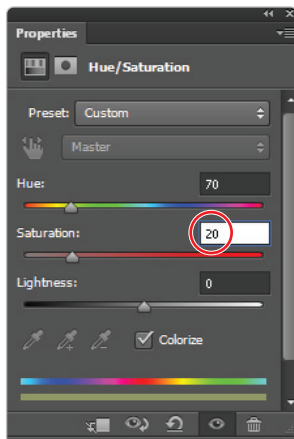 Properties
Hue/Saturation
Preset: Custom
Master
Hue: 70
Saturation: 20
Lightness: 0
Colorize